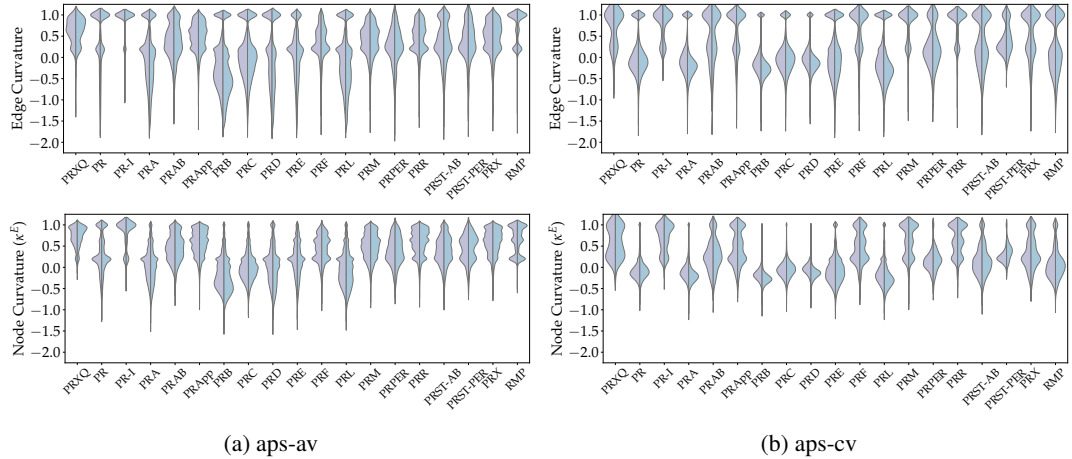 Edge Curvature
1.0
0.5
0.0
−0.5
−1.0
−1.5
−2.0
PRXQ PR PR-I PRA PRAB PRApp PRB PRC PRD PRE PRF PRL PRM PRPER PRR PRST-AB PRST-PER PRX RMP
Edge Curvature
1.0
0.5
0.0
−0.5
−1.0
−1.5
−2.0
PRXQ PR PR-I PRA PRAB PRApp PRB PRC PRD PRE PRF PRL PRM PRPER PRR PRST-AB PRST-PER PRX RMP
Node Curvature (κᴱ)
1.0
0.5
0.0
−0.5
−1.0
−1.5
−2.0
PRXQ PR PR-I PRA PRAB PRApp PRB PRC PRD PRE PRF PRL PRM PRPER PRR PRST-AB PRST-PER PRX RMP
Node Curvature (κᴱ)
1.0
0.5
0.0
−0.5
−1.0
−1.5
−2.0
PRXQ PR PR-I PRA PRAB PRApp PRB PRC PRD PRE PRF PRL PRM PRPER PRR PRST-AB PRST-PER PRX RMP
(a) aps-av
(b) aps-cv